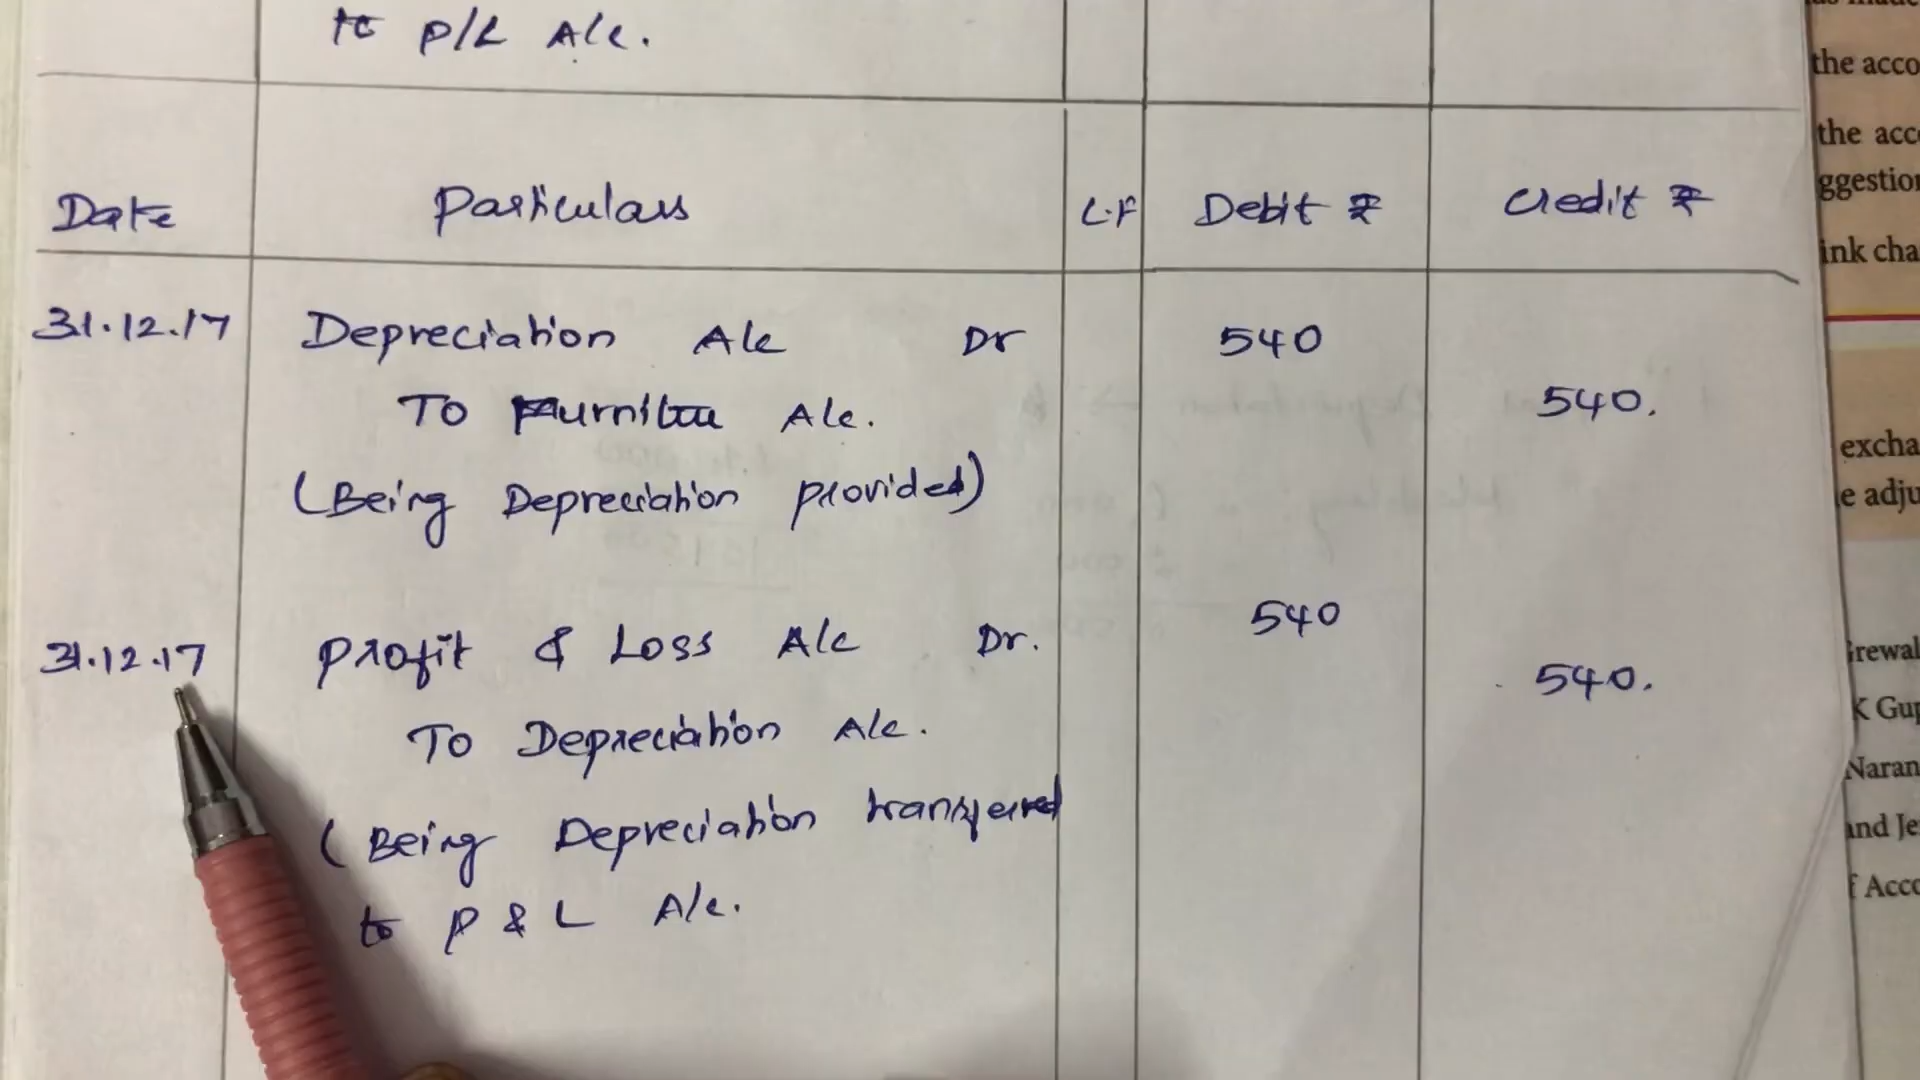 to P/L A/c.
Date Particulars L.F Debit ₹ Credit ₹
31.12.17 Depreciation A/c Dr 540
To Furniture A/c. 540.
(Being Depreciation provided)
31.12.17 Profit & Loss A/c Dr. 540
To Depreciation A/c. 540.
(Being Depreciation transferred
to P & L A/c.
the acco
the acc
ggestion
ink cha
excha
e adju
Grewal
K Gup
Naran
and Je
f Acco